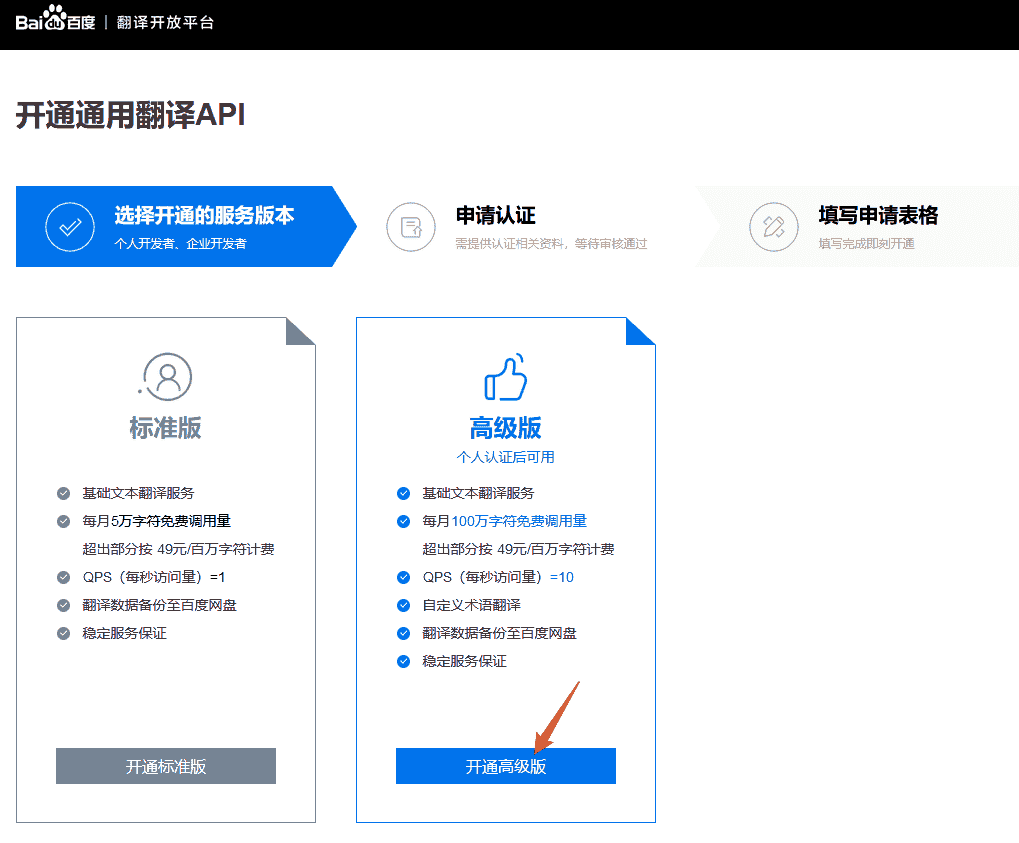 Bai du 百度 | 翻译开放平台
开通通用翻译API
选择开通的服务版本
个人开发者、企业开发者
申请认证
需提供认证相关资料，等待审核通过
填写申请表格
填写完成即刻开通
标准版
基础文本翻译服务
每月5万字符免费调用量
超出部分按 49元/百万字符计费
QPS（每秒访问量）=1
翻译数据备份至百度网盘
稳定服务保证
开通标准版
高级版
个人认证后可用
基础文本翻译服务
每月100万字符免费调用量
超出部分按 49元/百万字符计费
QPS（每秒访问量）=10
自定义术语翻译
翻译数据备份至百度网盘
稳定服务保证
开通高级版